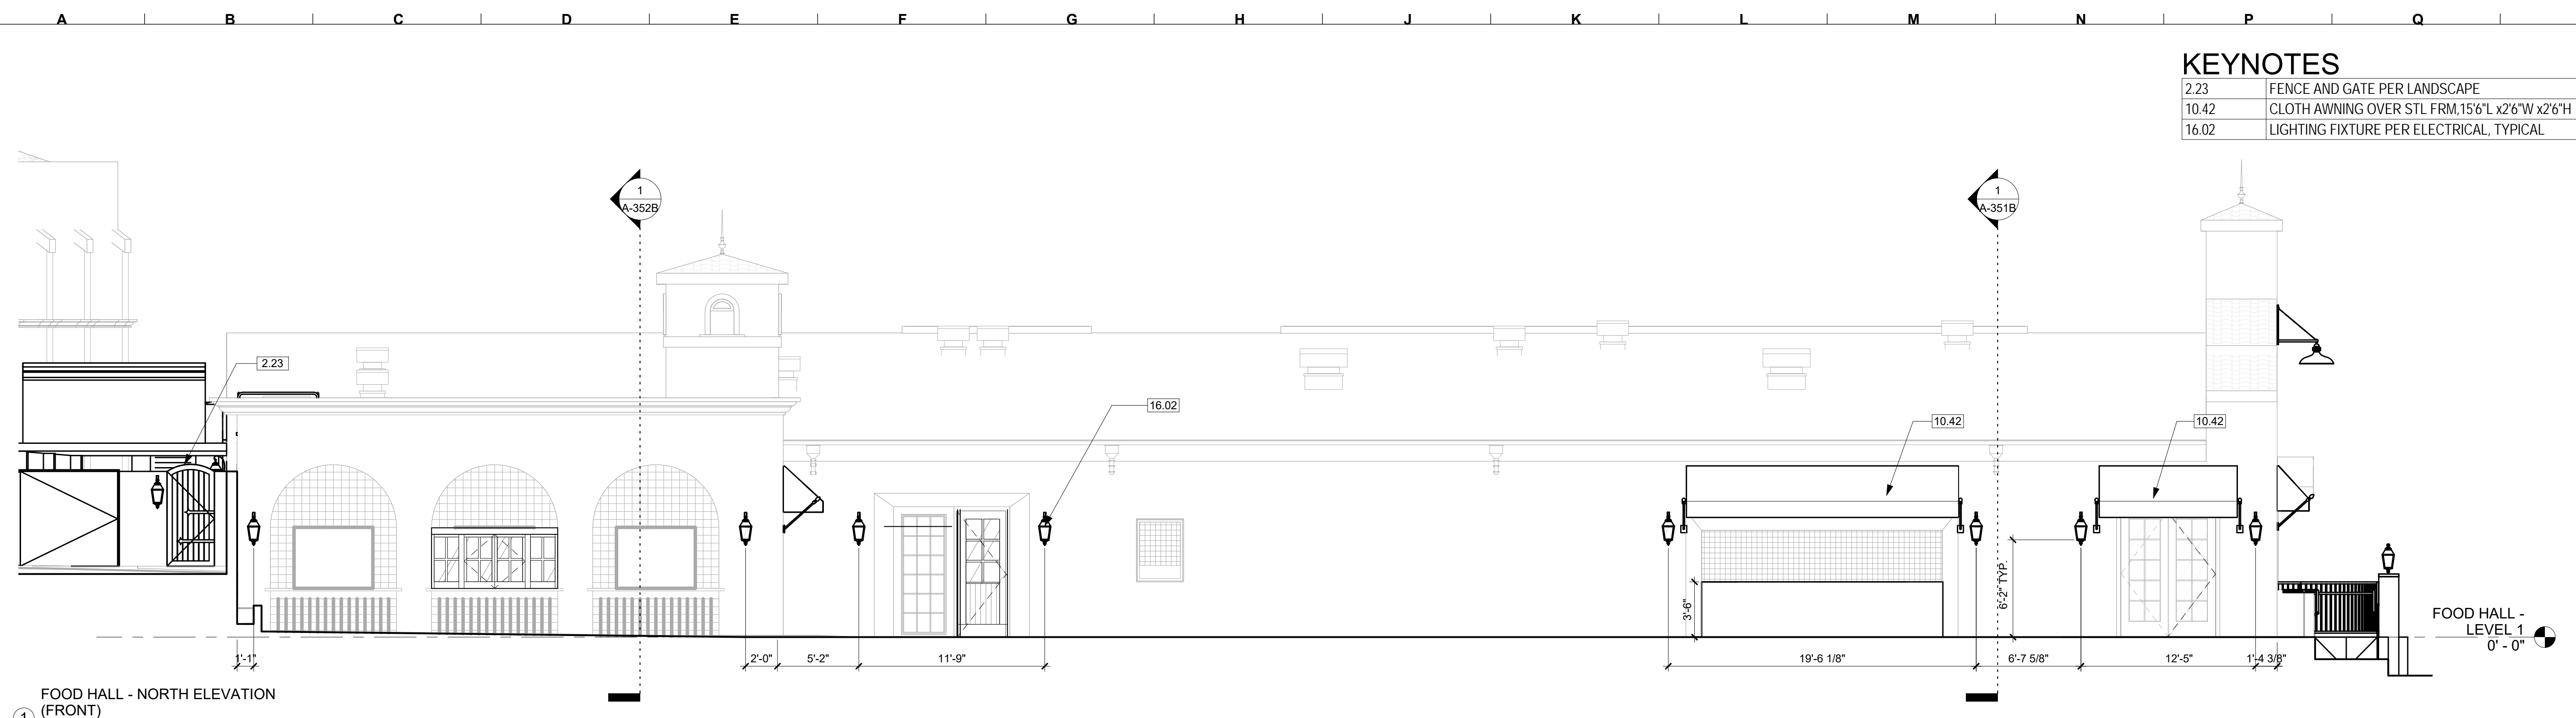 A B C D E F G H J K L M N P Q
KEYNOTES
2.23 FENCE AND GATE PER LANDSCAPE
10.42 CLOTH AWNING OVER STL FRM,15'6"L x2'6"W x2'6"H
16.02 LIGHTING FIXTURE PER ELECTRICAL, TYPICAL
1
A-352B
1
A-351B
2.23
16.02
10.42
10.42
3'-6"
6'-2" TYP.
FOOD HALL -
LEVEL 1
0' - 0"
1'-1"
2'-0"
5'-2"
11'-9"
19'-6 1/8"
6'-7 5/8"
12'-5"
1'-4 3/8"
FOOD HALL - NORTH ELEVATION
(FRONT)
1